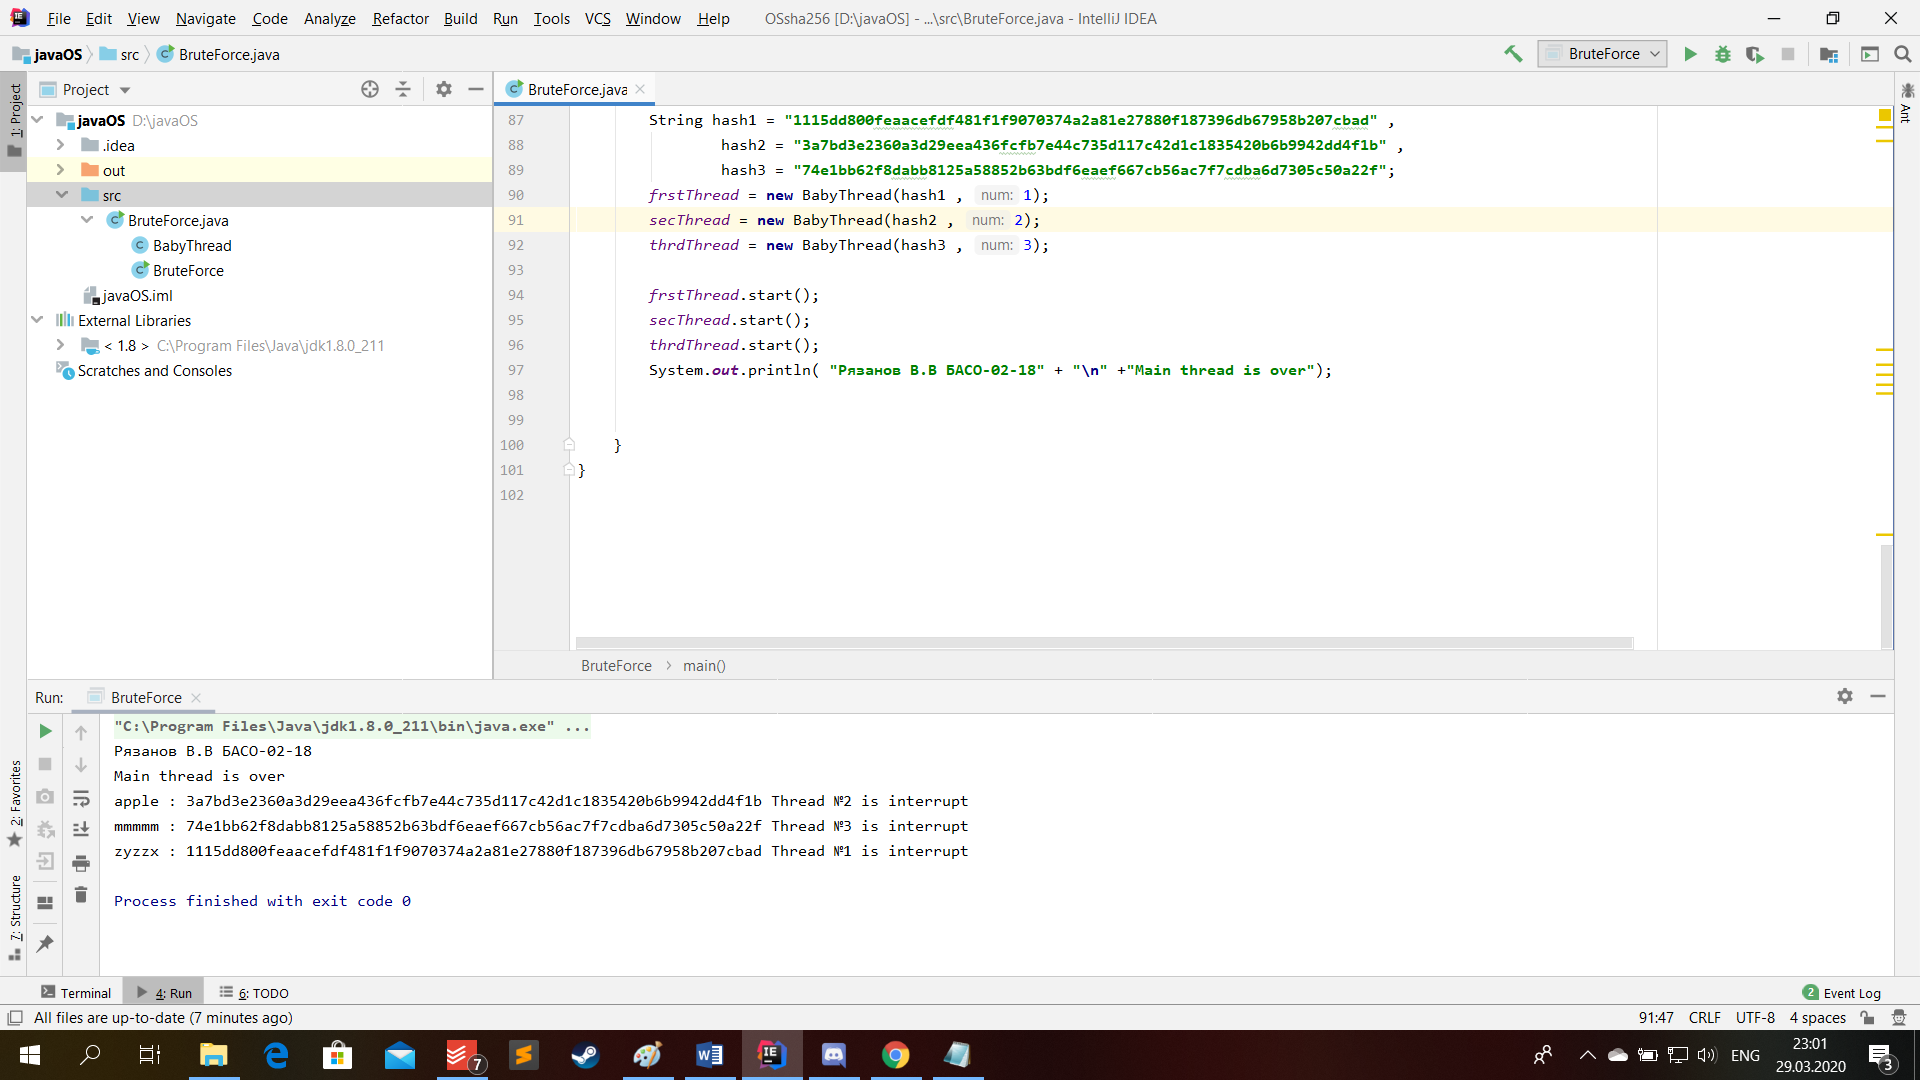 File Edit View Navigate Code Analyze Refactor Build Run Tools VCS Window Help OSsha256 [D:\javaOS] - ...\src\BruteForce.java - IntelliJ IDEA
javaOS src BruteForce.java BruteForce
1: Project
Project
BruteForce.java
Ant
javaOS D:\javaOS
.idea
out
src
BruteForce.java
BabyThread
BruteForce
javaOS.iml
External Libraries
< 1.8 > C:\Program Files\Java\jdk1.8.0_211
Scratches and Consoles
87 String hash1 = "1115dd800feaacefdf481f1f9070374a2a81e27880f187396db67958b207cbad" ,
88 hash2 = "3a7bd3e2360a3d29eea436fcfb7e44c735d117c42d1c1835420b6b9942dd4f1b" ,
89 hash3 = "74e1bb62f8dabb8125a58852b63bdf6eaef667cb56ac7f7cdba6d7305c50a22f";
90 frstThread = new BabyThread(hash1 , num: 1);
91 secThread = new BabyThread(hash2 , num: 2);
92 thrdThread = new BabyThread(hash3 , num: 3);
93
94 frstThread.start();
95 secThread.start();
96 thrdThread.start();
97 System.out.println( "Рязанов В.В БАСО-02-18" + "\n" +"Main thread is over");
98
99
100 }
101 }
102
BruteForce main()
Run: BruteForce
2: Favorites
7: Structure
"C:\Program Files\Java\jdk1.8.0_211\bin\java.exe" ...
Рязанов В.В БАСО-02-18
Main thread is over
apple : 3a7bd3e2360a3d29eea436fcfb7e44c735d117c42d1c1835420b6b9942dd4f1b Thread №2 is interrupt
mmmmm : 74e1bb62f8dabb8125a58852b63bdf6eaef667cb56ac7f7cdba6d7305c50a22f Thread №3 is interrupt
zyzzx : 1115dd800feaacefdf481f1f9070374a2a81e27880f187396db67958b207cbad Thread №1 is interrupt
Process finished with exit code 0
Terminal 4: Run 6: TODO 2 Event Log
All files are up-to-date (7 minutes ago) 91:47 CRLF UTF-8 4 spaces
7 ENG 23:01
29.03.2020 3